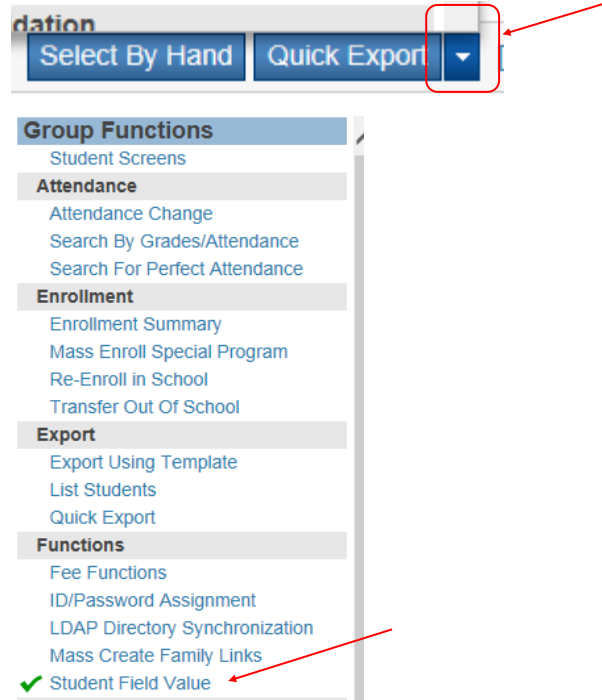 dation
Select By Hand Quick Export
Group Functions
Student Screens
Attendance
Attendance Change
Search By Grades/Attendance
Search For Perfect Attendance
Enrollment
Enrollment Summary
Mass Enroll Special Program
Re-Enroll in School
Transfer Out Of School
Export
Export Using Template
List Students
Quick Export
Functions
Fee Functions
ID/Password Assignment
LDAP Directory Synchronization
Mass Create Family Links
Student Field Value